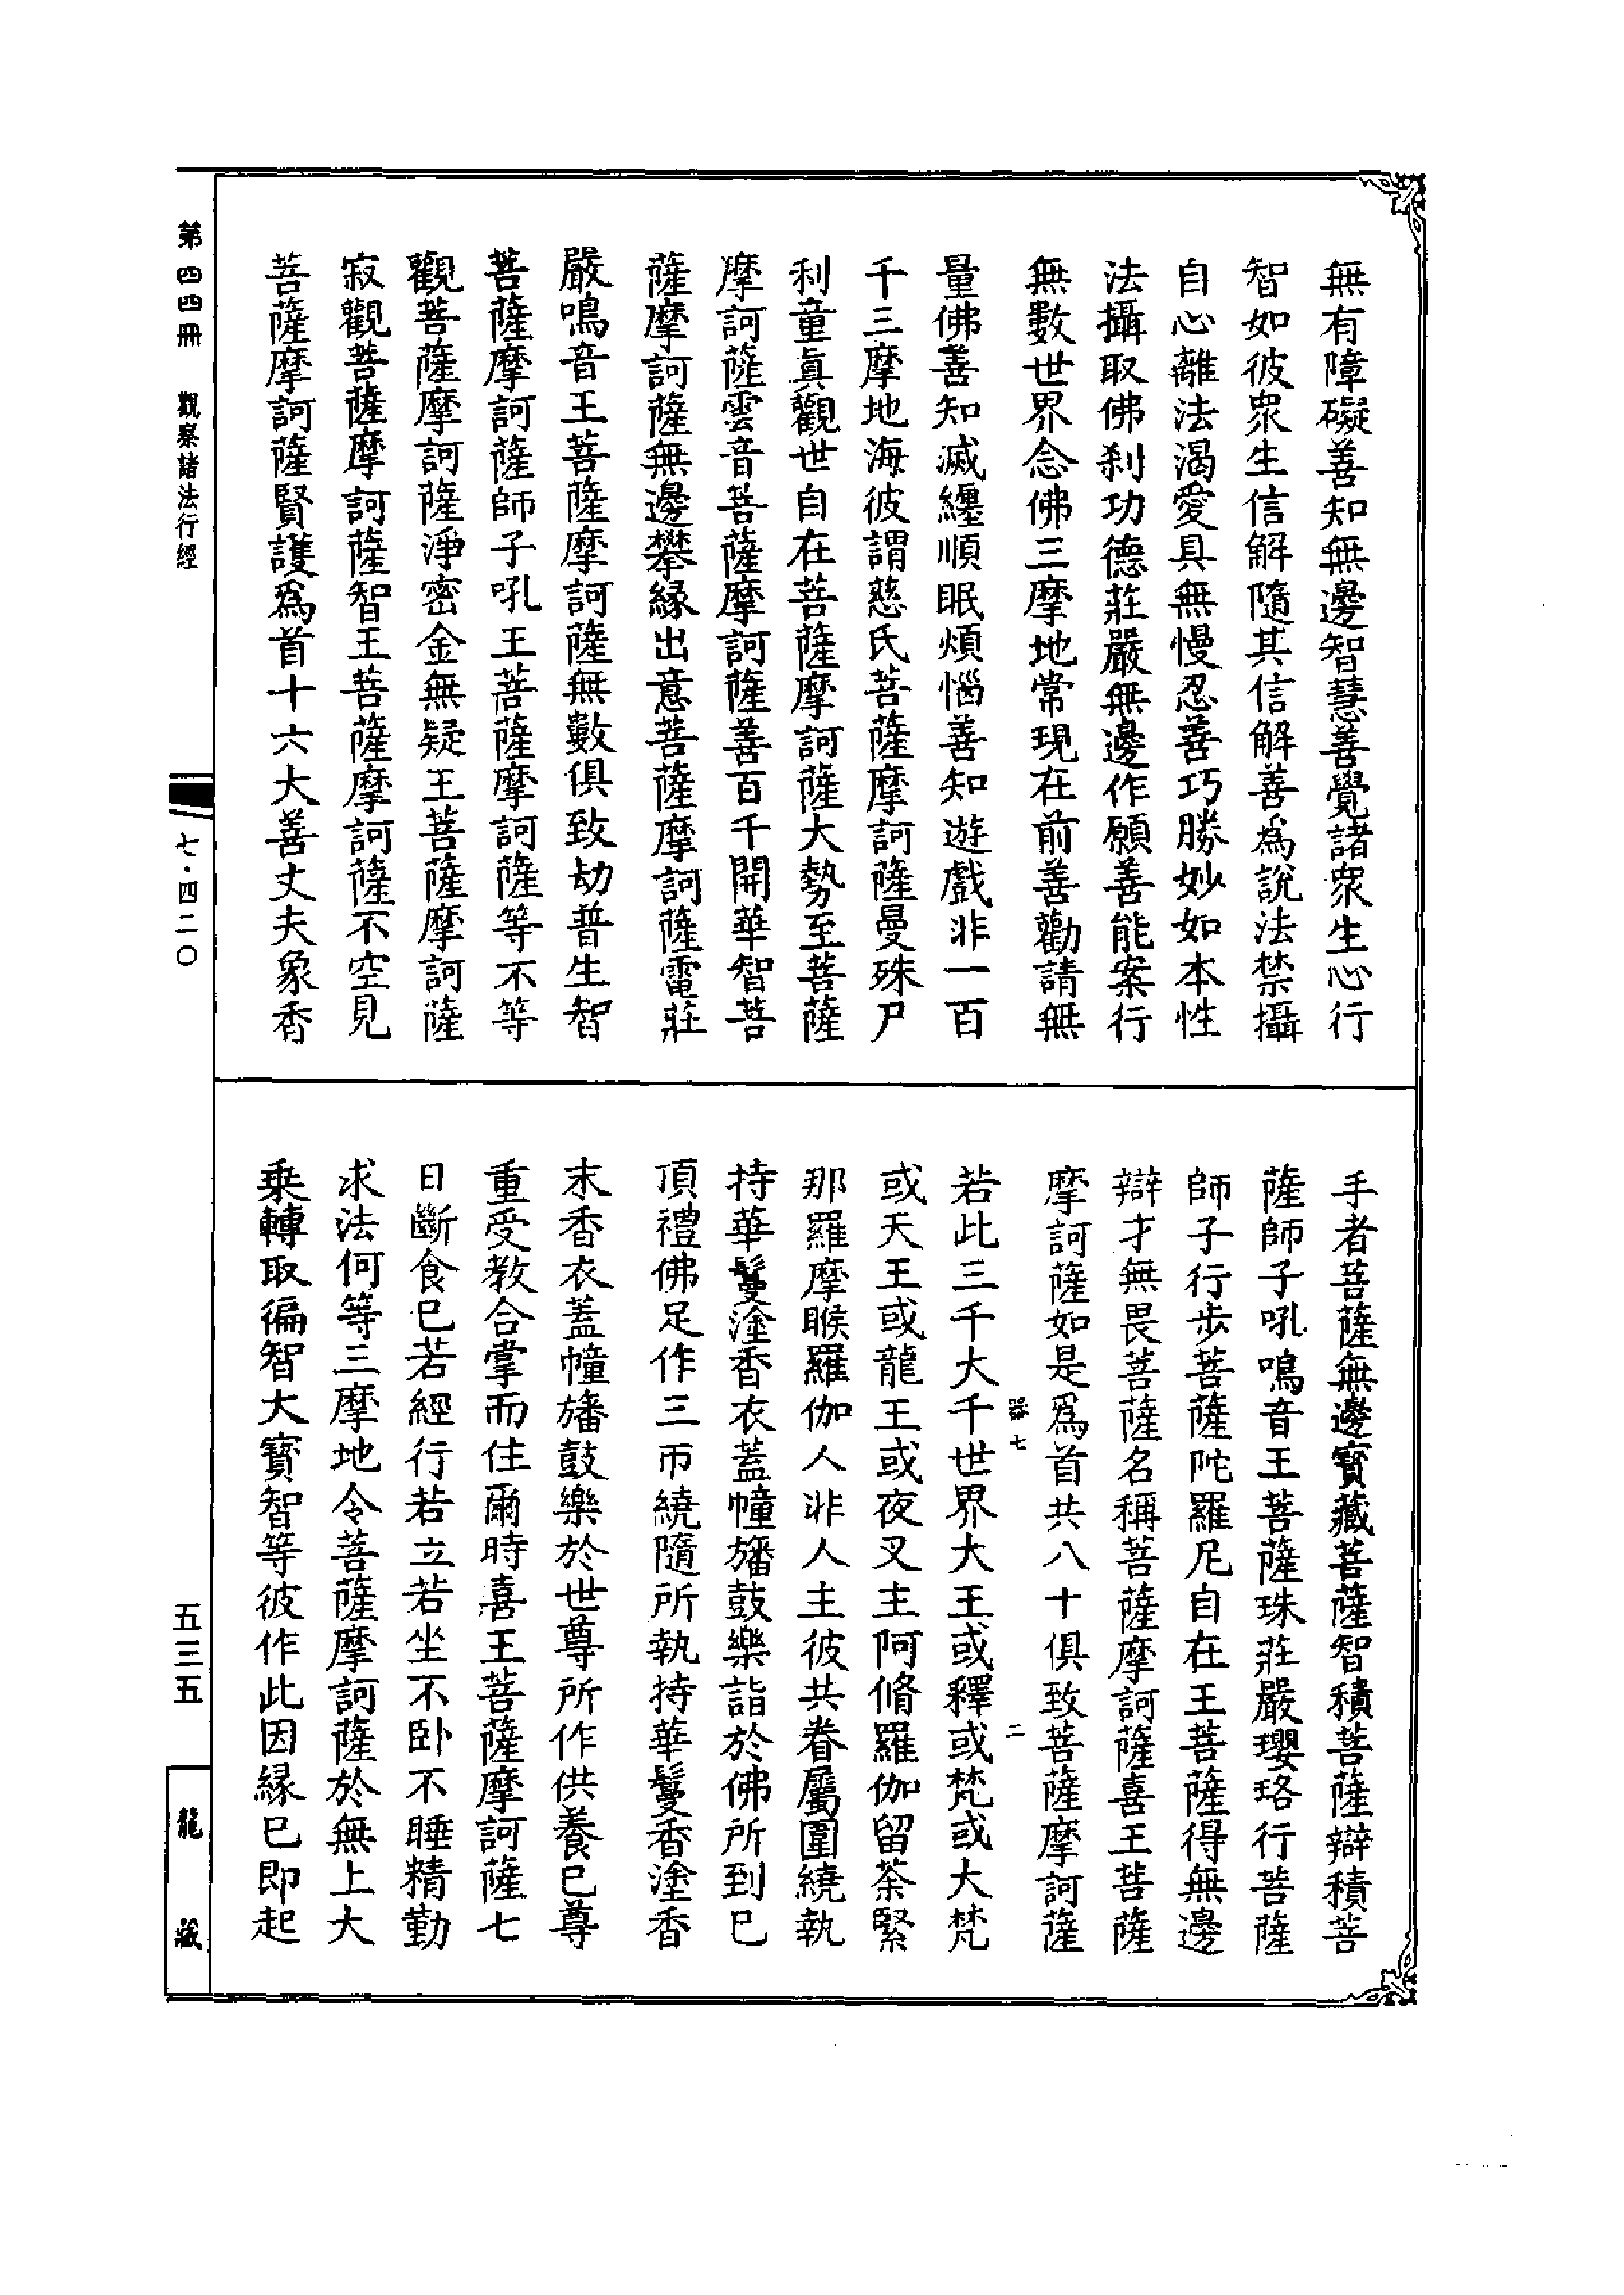 無有障礙善知無邊智慧善覺諸衆生心行
智如彼衆生信解隨其信解善爲說法禁攝
自心離法渴愛具無慢忍善巧勝妙如本性
法攝取佛刹功德莊嚴無邊作願善能案行
無數世界念佛三摩地常現在前善勸請無
量佛善知滅纏順眠煩惱善知遊戲非一百
千三摩地海彼謂慈氏菩薩摩訶薩曼殊尸
利童眞觀世自在菩薩摩訶薩大勢至菩薩
摩訶薩雲音菩薩摩訶薩善百千開華智菩
薩摩訶薩無邊攀緣出意菩薩摩訶薩電莊
嚴鳴音王菩薩摩訶薩無數俱致劫普生智
菩薩摩訶薩師子吼王菩薩摩訶薩等不等
觀菩薩摩訶薩淨密金無疑王菩薩摩訶薩
寂觀菩薩摩訶薩智王菩薩摩訶薩不空見
菩薩摩訶薩賢護爲首十六大善丈夫象香
手者菩薩無邊寶藏菩薩智積菩薩辯積菩
薩師子吼鳴音王菩薩珠莊嚴瓔珞行菩薩
師子行步菩薩陀羅尼自在王菩薩得無邊
辯才無畏菩薩名稱菩薩摩訶薩喜王菩薩
摩訶薩如是爲首共八十俱致菩薩摩訶薩
器七 二
若此三千大千世界大王或釋或梵或大梵
或天王或龍王或夜叉主阿脩羅伽留荼緊
那羅摩睺羅伽人非人主彼共眷屬圍繞執
持華鬘塗香衣蓋幢旛鼓樂詣於佛所到已
頂禮佛足作三帀繞隨所執持華鬘香塗香
末香衣蓋幢旛鼓樂於世尊所作供養已尊
重受教合掌而住爾時喜王菩薩摩訶薩七
日斷食已若經行若立若坐不卧不睡精勤
求法何等三摩地令菩薩摩訶薩於無上大
乘轉取徧智大寶智等彼作此因緣已即起
第四四冊 觀察諸法行經
七·四二〇
五三五
龍藏